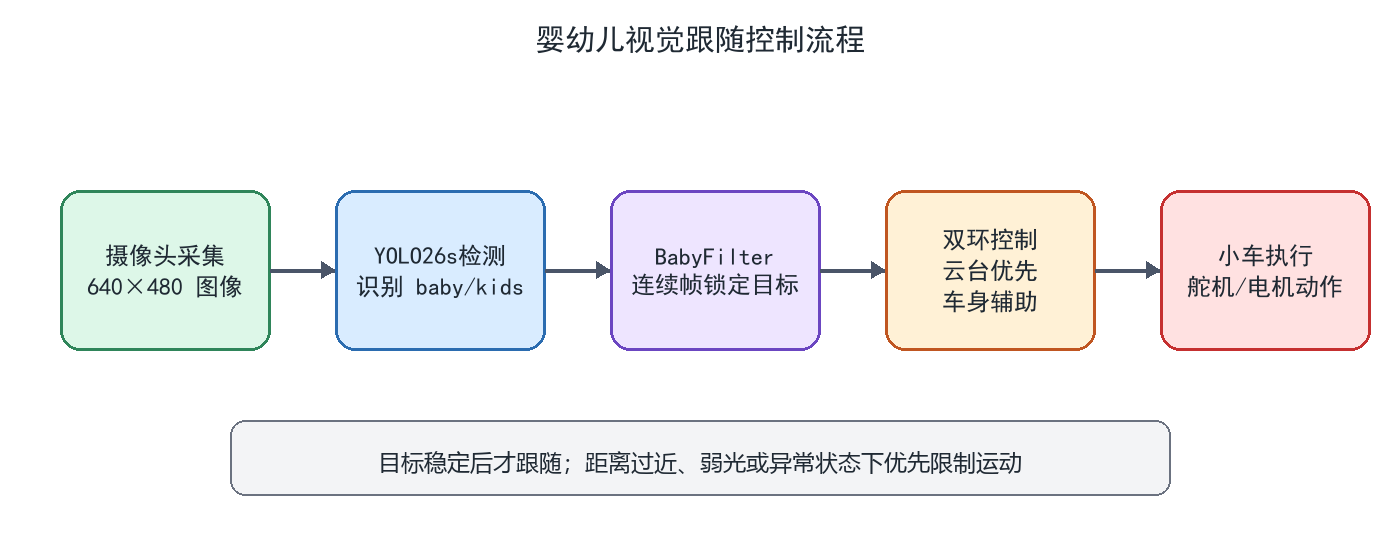 婴幼儿视觉跟随控制流程
摄像头采集
640×480 图像
YOLO26s检测
识别 baby/kids
BabyFilter
连续帧锁定目标
双环控制
云台优先
车身辅助
小车执行
舵机/电机动作
目标稳定后才跟随；距离过近、弱光或异常状态下优先限制运动